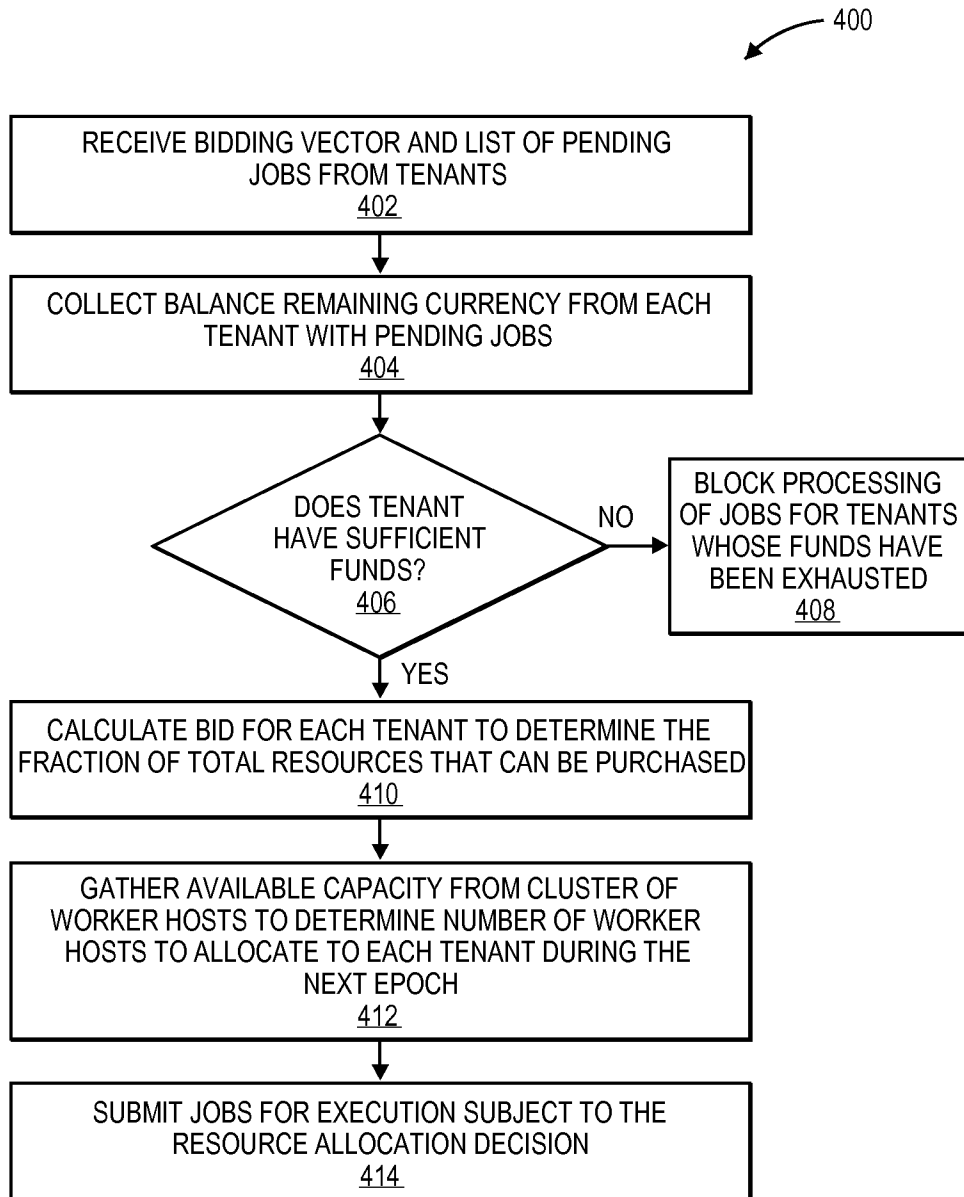 400
RECEIVE BIDDING VECTOR AND LIST OF PENDING
JOBS FROM TENANTS
402
COLLECT BALANCE REMAINING CURRENCY FROM EACH
TENANT WITH PENDING JOBS
404
DOES TENANT
HAVE SUFFICIENT
FUNDS?
406
NO
BLOCK PROCESSING
OF JOBS FOR TENANTS
WHOSE FUNDS HAVE
BEEN EXHAUSTED
408
YES
CALCULATE BID FOR EACH TENANT TO DETERMINE THE
FRACTION OF TOTAL RESOURCES THAT CAN BE PURCHASED
410
GATHER AVAILABLE CAPACITY FROM CLUSTER OF
WORKER HOSTS TO DETERMINE NUMBER OF WORKER
HOSTS TO ALLOCATE TO EACH TENANT DURING THE
NEXT EPOCH
412
SUBMIT JOBS FOR EXECUTION SUBJECT TO THE
RESOURCE ALLOCATION DECISION
414